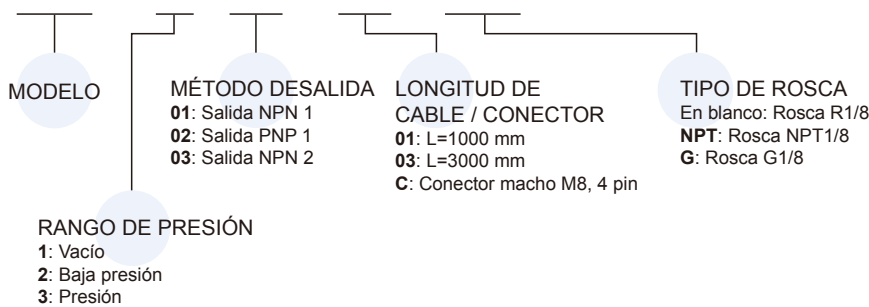 MODELO
MÉTODO DESALIDA
01: Salida NPN 1
02: Salida PNP 1
03: Salida NPN 2
LONGITUD DE
CABLE / CONECTOR
01: L=1000 mm
03: L=3000 mm
C: Conector macho M8, 4 pin
TIPO DE ROSCA
En blanco: Rosca R1/8
NPT: Rosca NPT1/8
G: Rosca G1/8
RANGO DE PRESIÓN
1: Vacío
2: Baja presión
3: Presión